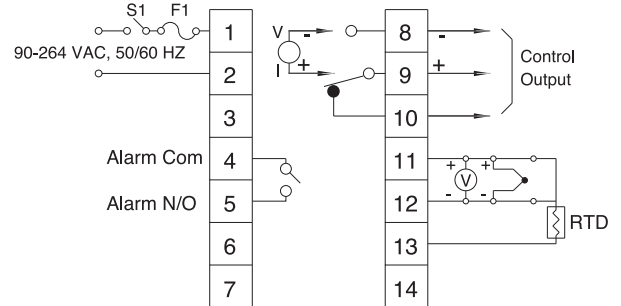 S1 F1
90-264 VAC, 50/60 HZ
1
2
3
Alarm Com 4
Alarm N/O 5
6
7
V - 8 -
I + 9 +
10
Control
Output
11 + V - + -
12
13
14
RTD